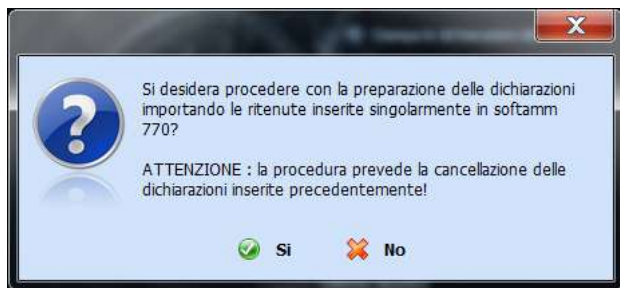 Si desidera procedere con la preparazione delle dichiarazioni
importando le ritenute inserite singolarmente in softamm
770?
ATTENZIONE : la procedura prevede la cancellazione delle
dichiarazioni inserite precedentemente!
Si
No